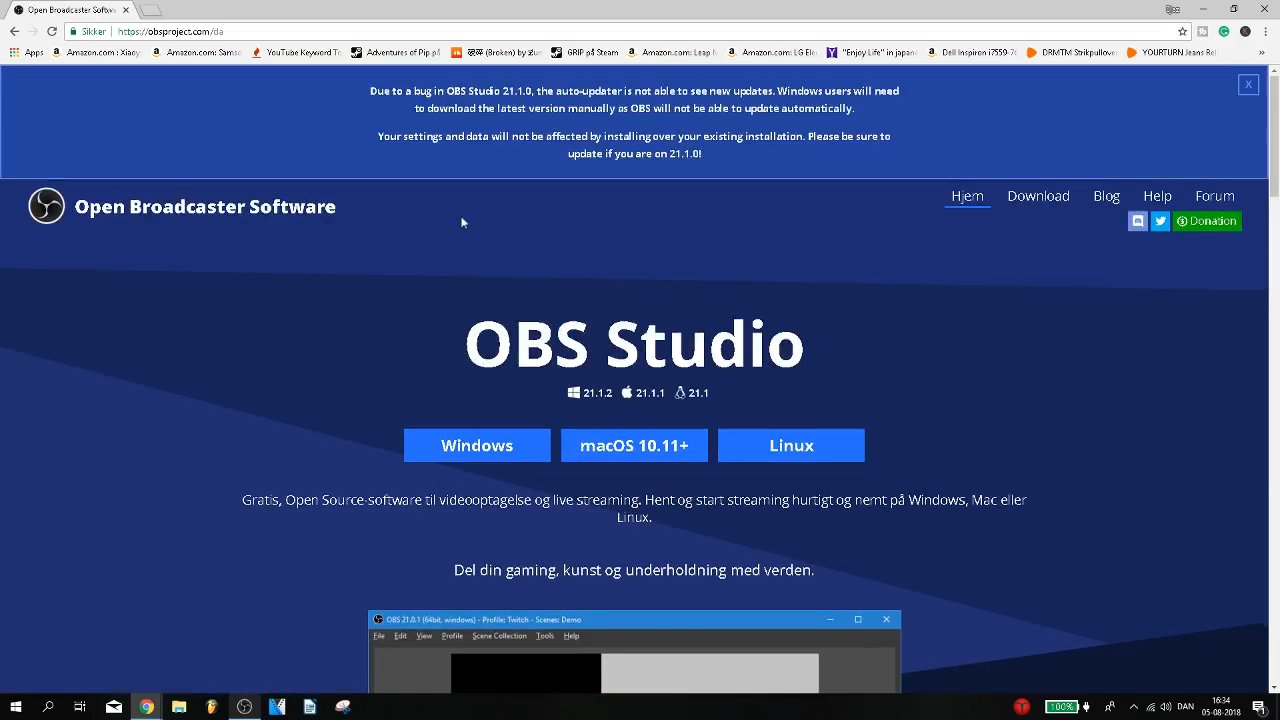 Open Broadcaster Softwa
Sikker
https://obsproject.com/da
Apps
Amazon.com: Xiaoy
Amazon.com: Samso
YouTube Keyword To
Adventures of Pip på
(Broken) by Zun
GRIP på Steam
Amazon.com: Leap
Amazon.com: LG Ele
"Enjoy Life" in japane
Dell Inspiron i7559-76
DRMTM Strikpullover
YOURTURN Jeans Rel
Due to a bug in OBS Studio 21.1.0, the auto-updater is not able to see new updates. Windows users will need
to download the latest version manually as OBS will not be able to update automatically.
Your settings and data will not be affected by installing over your existing installation. Please be sure to
update if you are on 21.1.0!
X
Open Broadcaster Software
Hjem
Download
Blog
Help
Forum
Donation
OBS Studio
21.1.2
21.1.1
21.1
Windows
macOS 10.11+
Linux
Gratis, Open Source-software til videooptagelse og live streaming. Hent og start streaming hurtigt og nemt på Windows, Mac eller
Linux.
Del din gaming, kunst og underholdning med verden.
OBS 21.0.1 (64bit, windows) - Profile: Twitch - Scenes: Demo
File
Edit
View
Profile
Scene Collection
Tools
Help
100%
DAN
16:34
05-08-2018